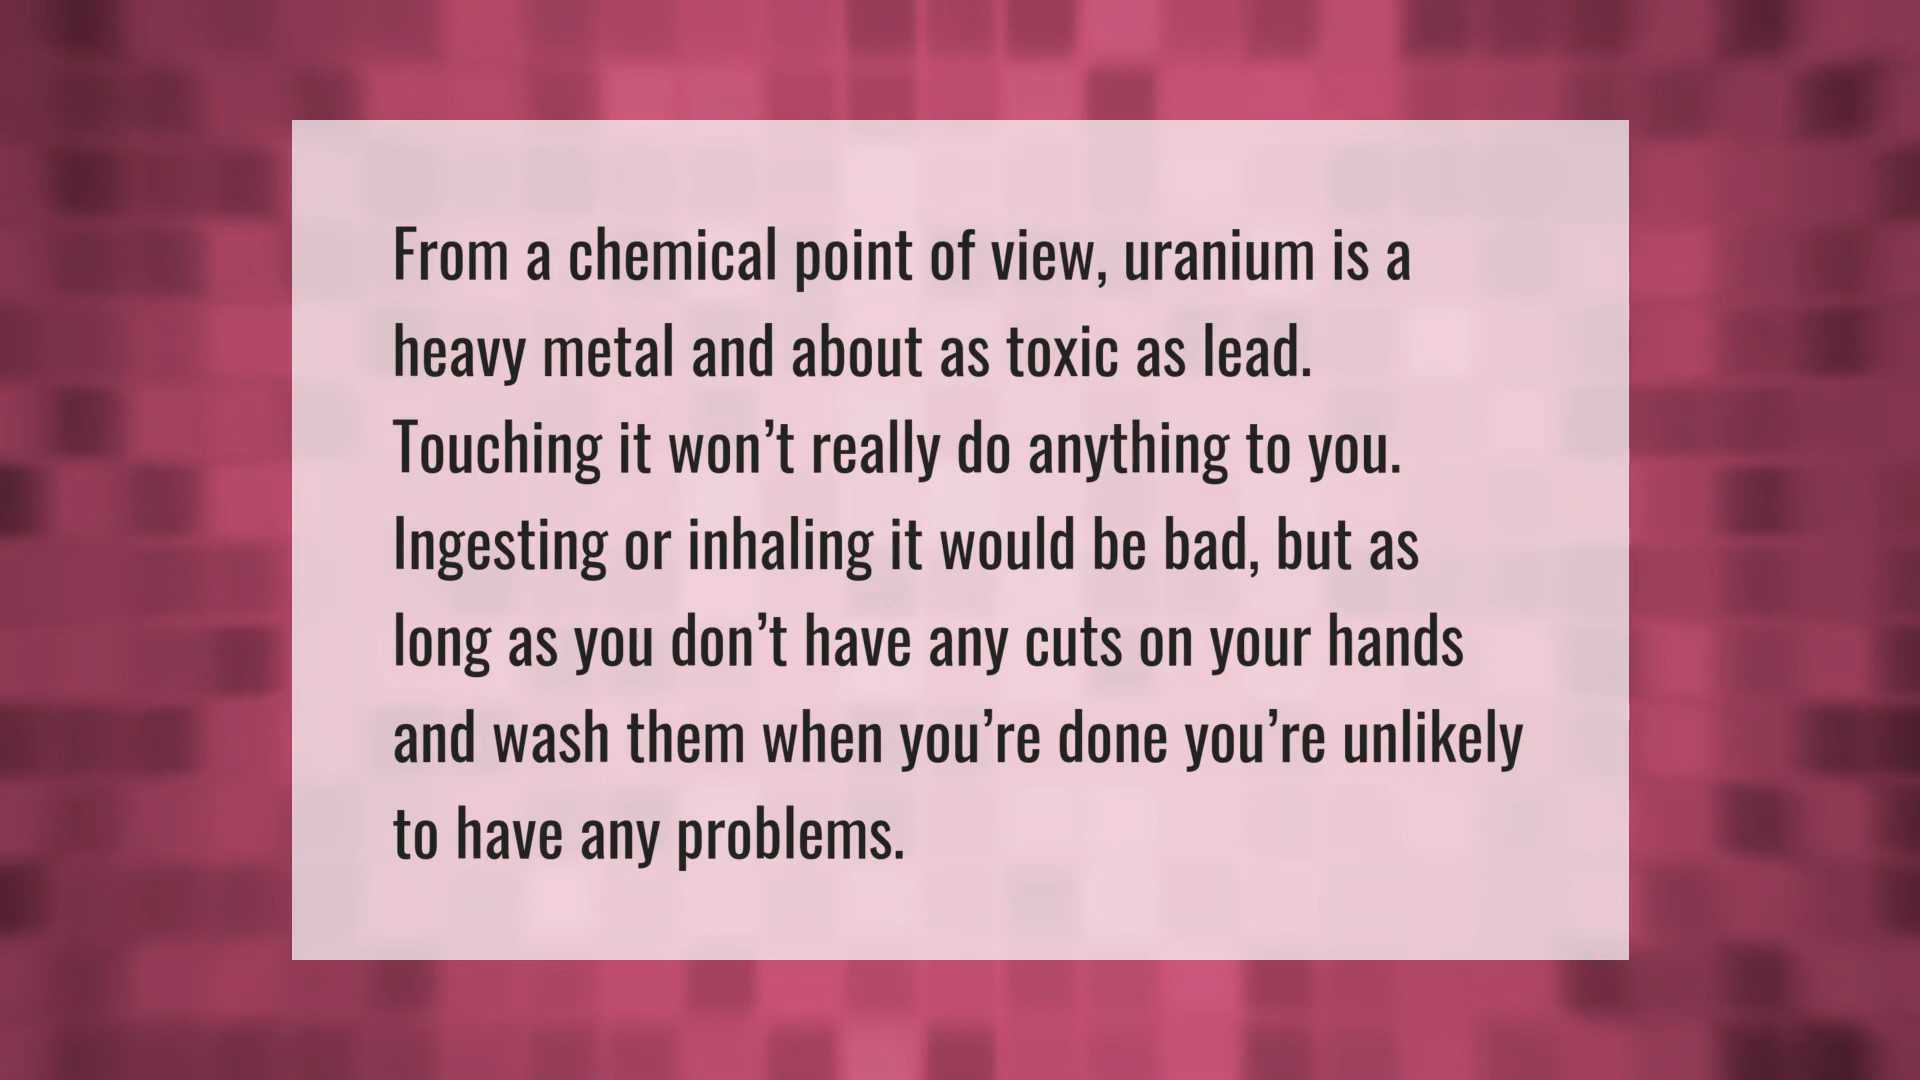 From a chemical point of view, uranium is a
heavy metal and about as toxic as lead.
Touching it won’t really do anything to you.
Ingesting or inhaling it would be bad, but as
long as you don’t have any cuts on your hands
and wash them when you’re done you’re unlikely
to have any problems.